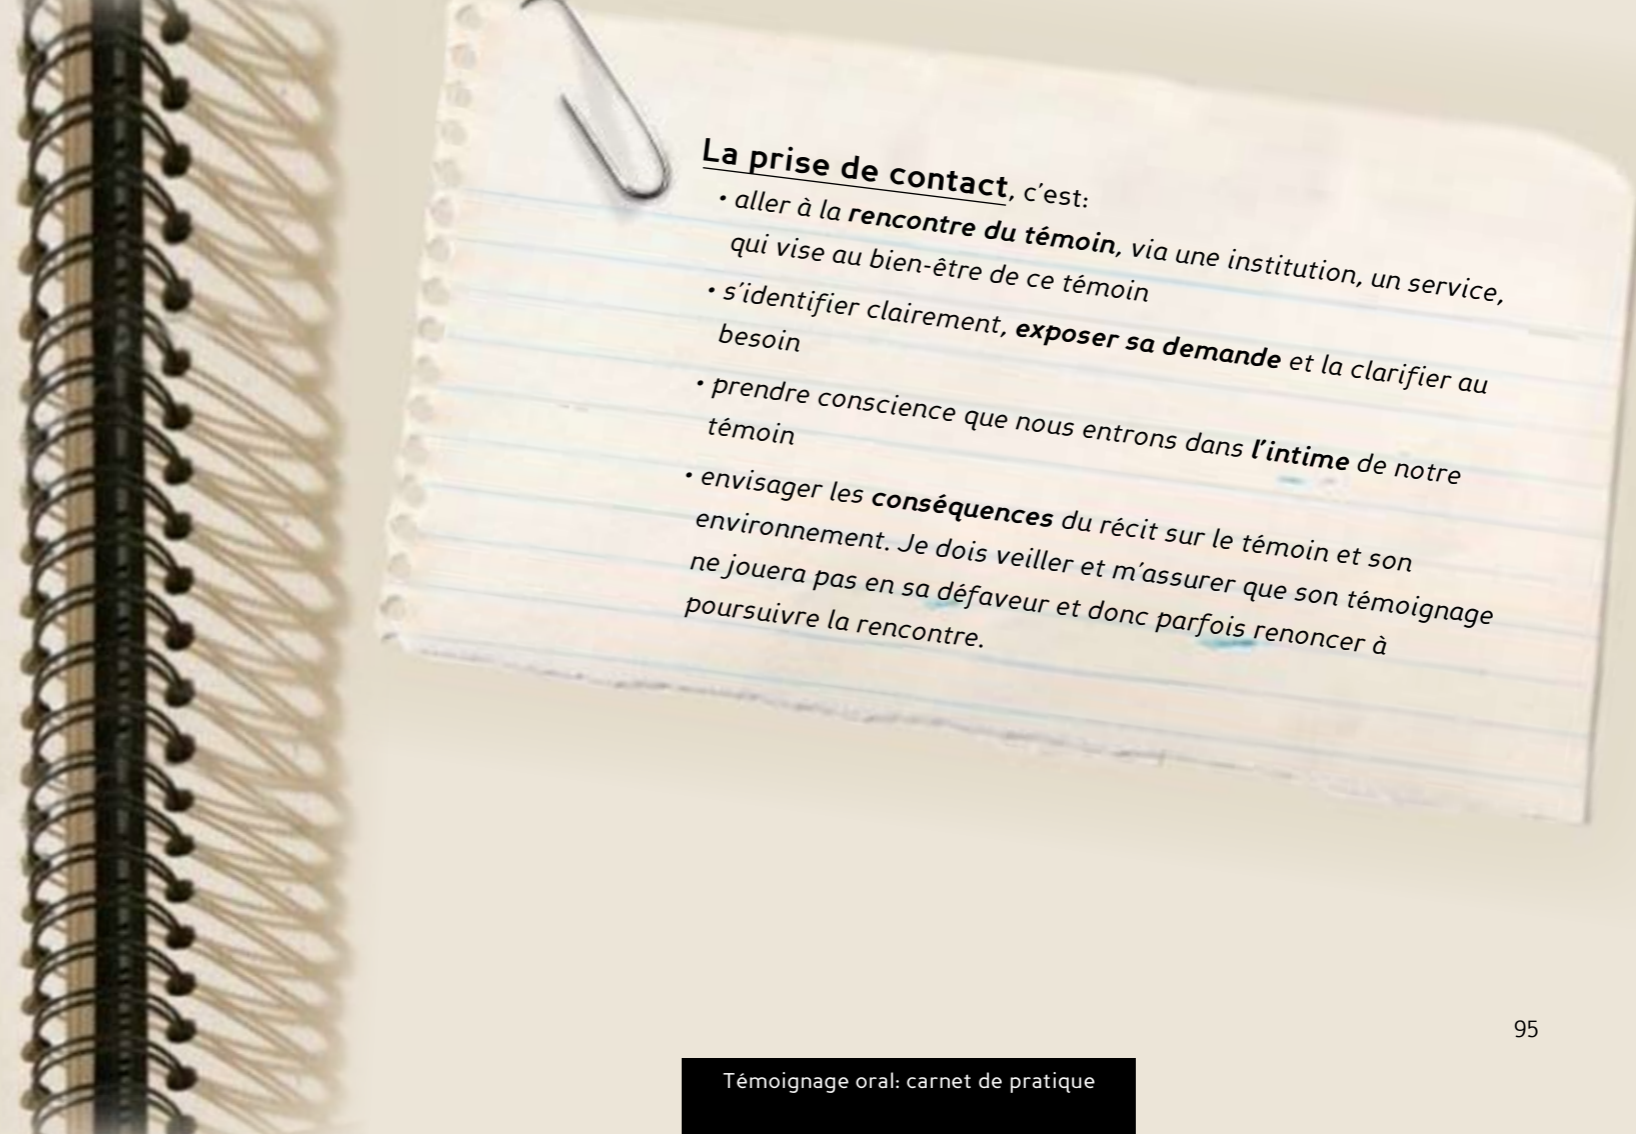 La prise de contact, c'est:
• aller à la rencontre du témoin, via une institution, un service,
qui vise au bien-être de ce témoin
• s'identifier clairement, exposer sa demande et la clarifier au
besoin
• prendre conscience que nous entrons dans l'intime de notre
témoin
• envisager les conséquences du récit sur le témoin et son
environnement. Je dois veiller et m'assurer que son témoignage
ne jouera pas en sa défaveur et donc parfois renoncer à
poursuivre la rencontre.
95
Témoignage oral: carnet de pratique